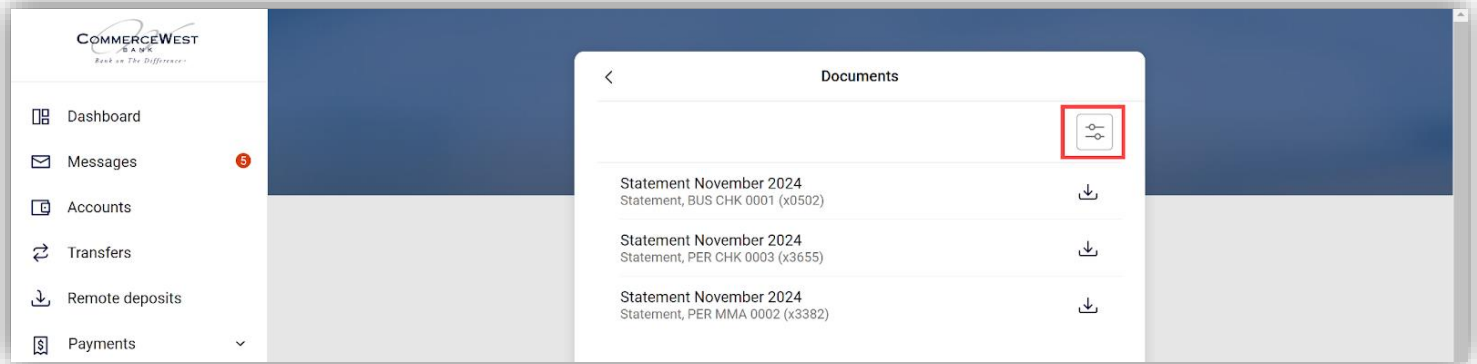 COMMERCEWEST
BANK
Bank on The Difference
Dashboard
Messages
5
Accounts
Transfers
Remote deposits
Payments
Documents
Statement November 2024
Statement, BUS CHK 0001 (x0502)
Statement November 2024
Statement, PER CHK 0003 (x3655)
Statement November 2024
Statement, PER MMA 0002 (x3382)